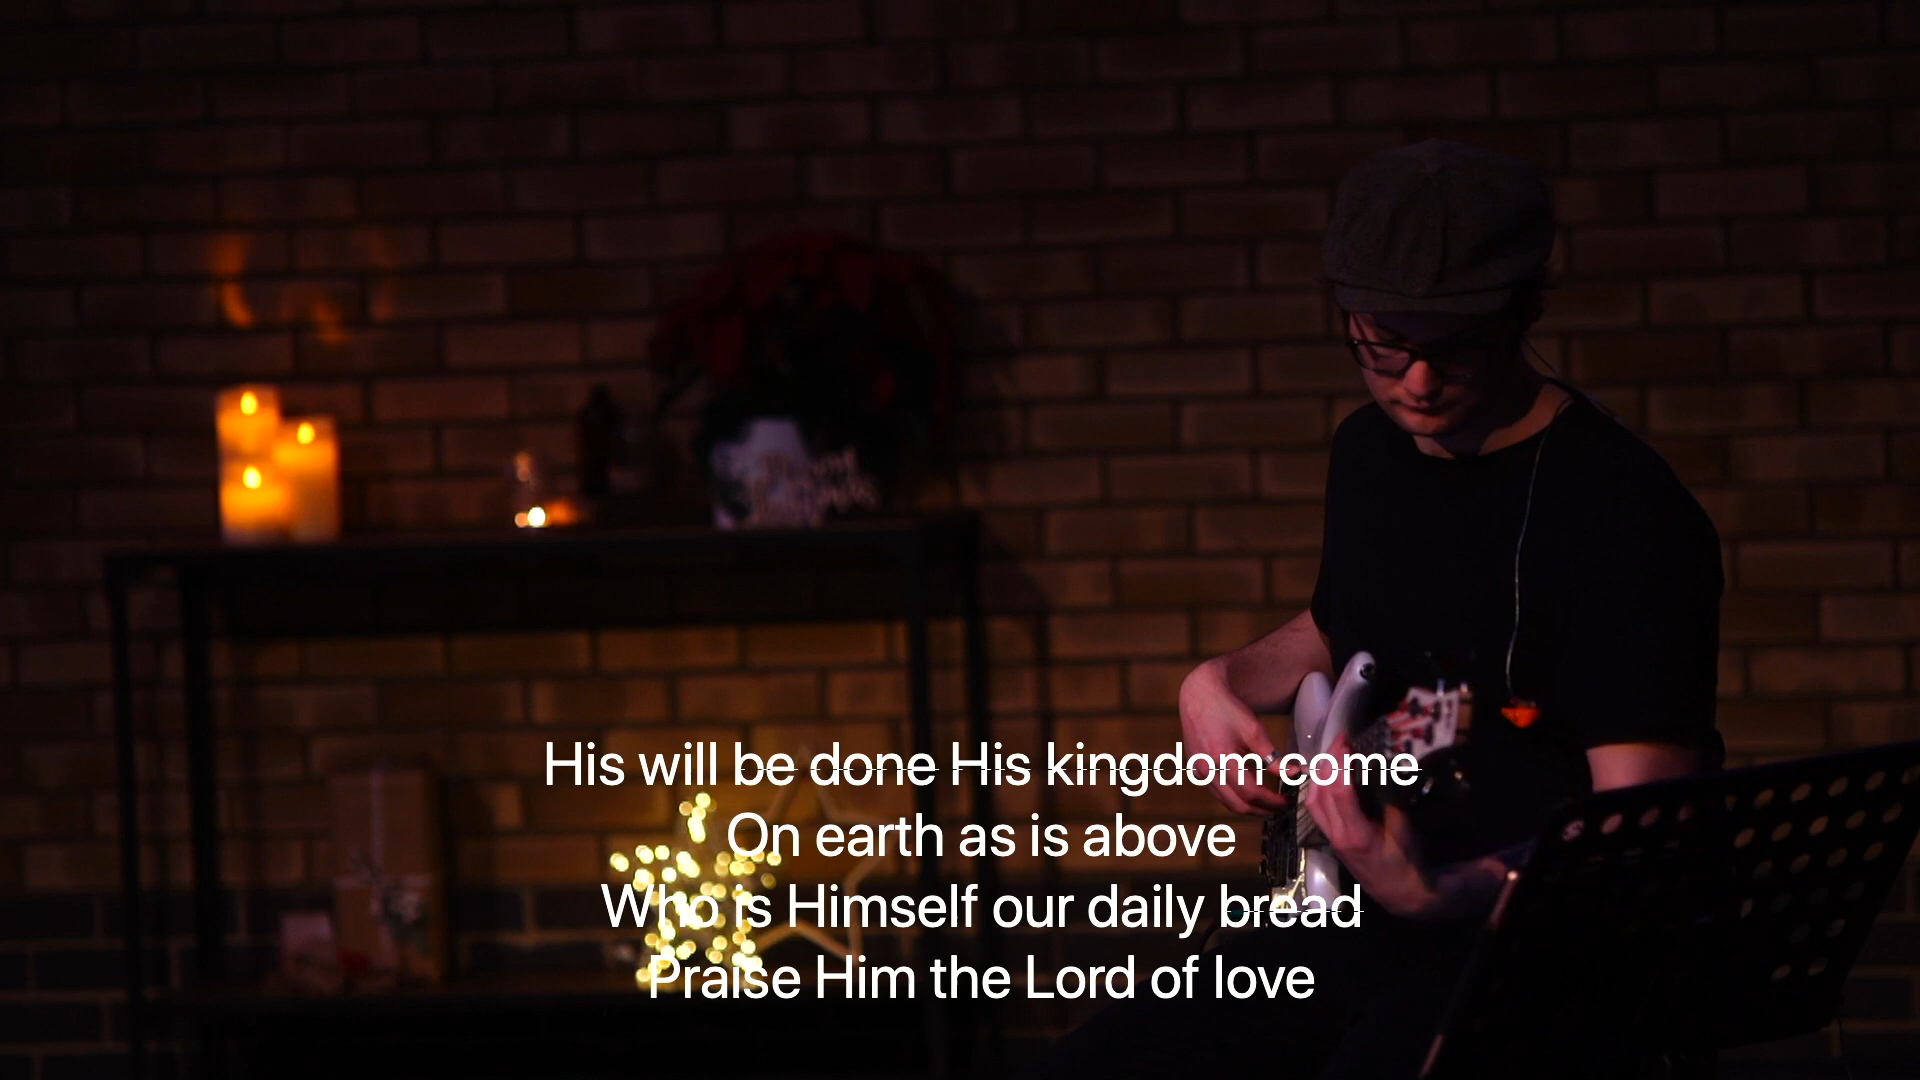 His will be done His kingdom come
On earth as is above
Who is Himself our daily bread
Praise Him the Lord of love